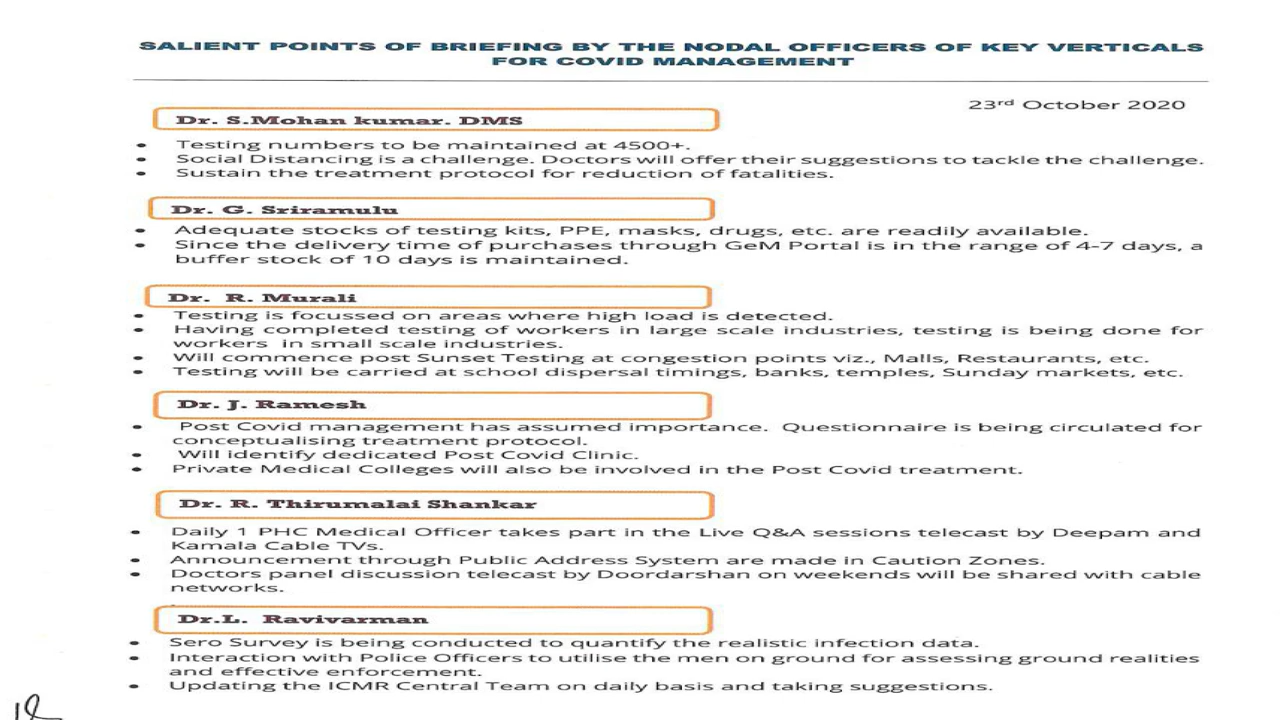 SALIENT POINTS OF BRIEFING BY THE NODAL OFFICERS OF KEY VERTICALS
FOR COVID MANAGEMENT
23rd October 2020
Dr. S.Mohan kumar. DMS
• Testing numbers to be maintained at 4500+.
• Social Distancing is a challenge. Doctors will offer their suggestions to tackle the challenge.
• Sustain the treatment protocol for reduction of fatalities.
Dr. G. Sriramulu
• Adequate stocks of testing kits, PPE, masks, drugs, etc. are readily available.
• Since the delivery time of purchases through GeM Portal is in the range of 4-7 days, a
buffer stock of 10 days is maintained.
Dr. R. Murali
• Testing is focussed on areas where high load is detected.
• Having completed testing of workers in large scale industries, testing is being done for
workers in small scale industries.
• Will commence post Sunset Testing at congestion points viz., Malls, Restaurants, etc.
• Testing will be carried at school dispersal timings, banks, temples, Sunday markets, etc.
Dr. J. Ramesh
• Post Covid management has assumed importance. Questionnaire is being circulated for
conceptualising treatment protocol.
• Will identify dedicated Post Covid Clinic.
• Private Medical Colleges will also be involved in the Post Covid treatment.
Dr. R. Thirumalai Shankar
• Daily 1 PHC Medical Officer takes part in the Live Q&A sessions telecast by Deepam and
Kamala Cable TVs.
• Announcement through Public Address System are made in Caution Zones.
• Doctors panel discussion telecast by Doordarshan on weekends will be shared with cable
networks.
Dr.L. Ravivarman
• Sero Survey is being conducted to quantify the realistic infection data.
• Interaction with Police Officers to utilise the men on ground for assessing ground realities
and effective enforcement.
• Updating the ICMR Central Team on daily basis and taking suggestions.